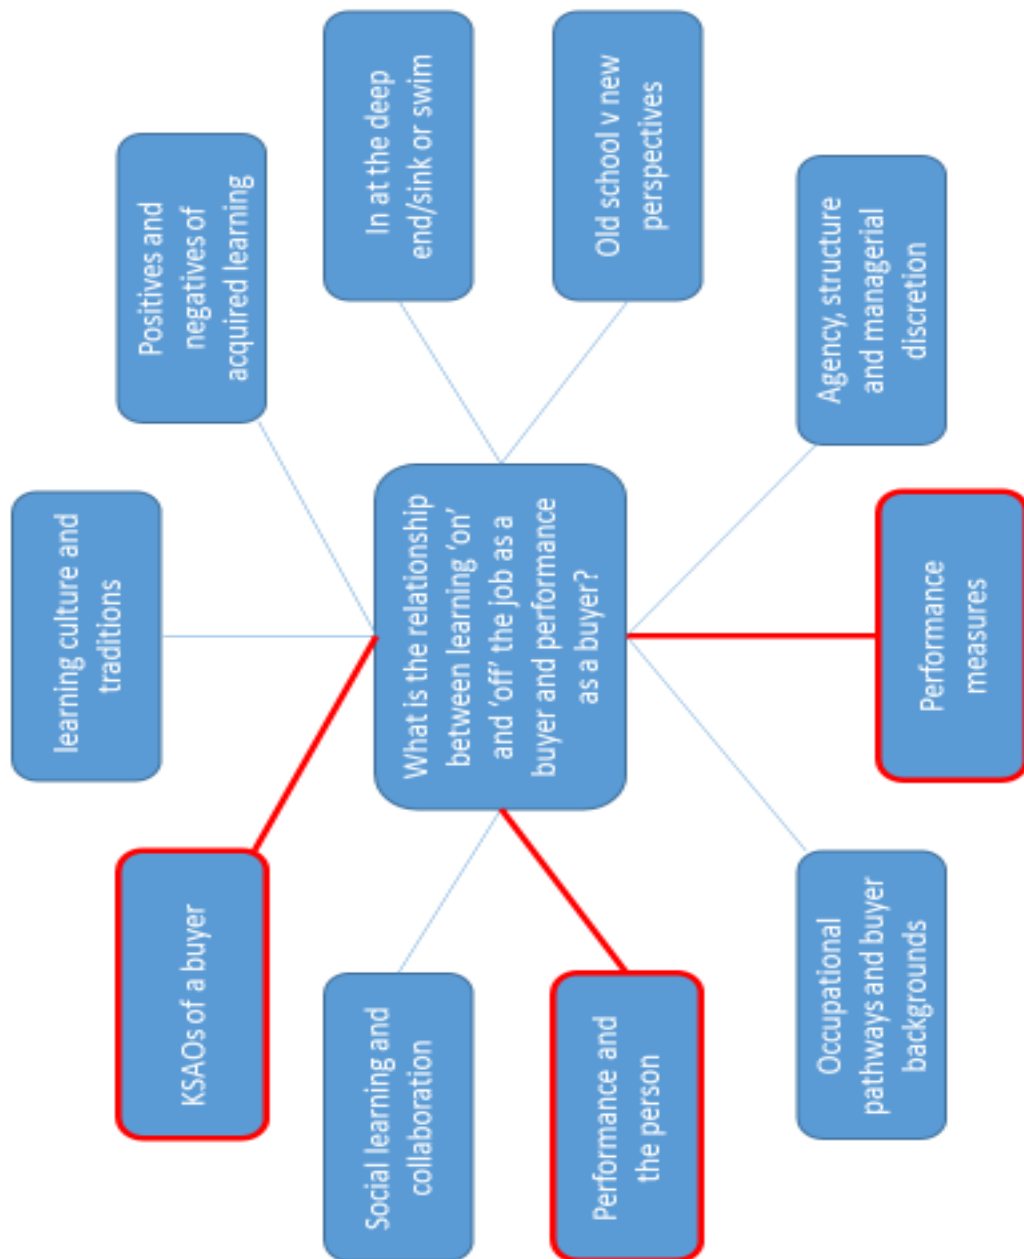 What is the relationship
between learning ‘on’
and ‘off’ the job as a
buyer and performance
as a buyer?
KSAOs of a buyer
learning culture and
traditions
Positives and
negatives of
acquired learning
Social learning and
collaboration
In at the deep
end/sink or swim
Performance and
the person
Old school v new
perspectives
Occupational
pathways and buyer
backgrounds
Performance
measures
Agency, structure
and managerial
discretion